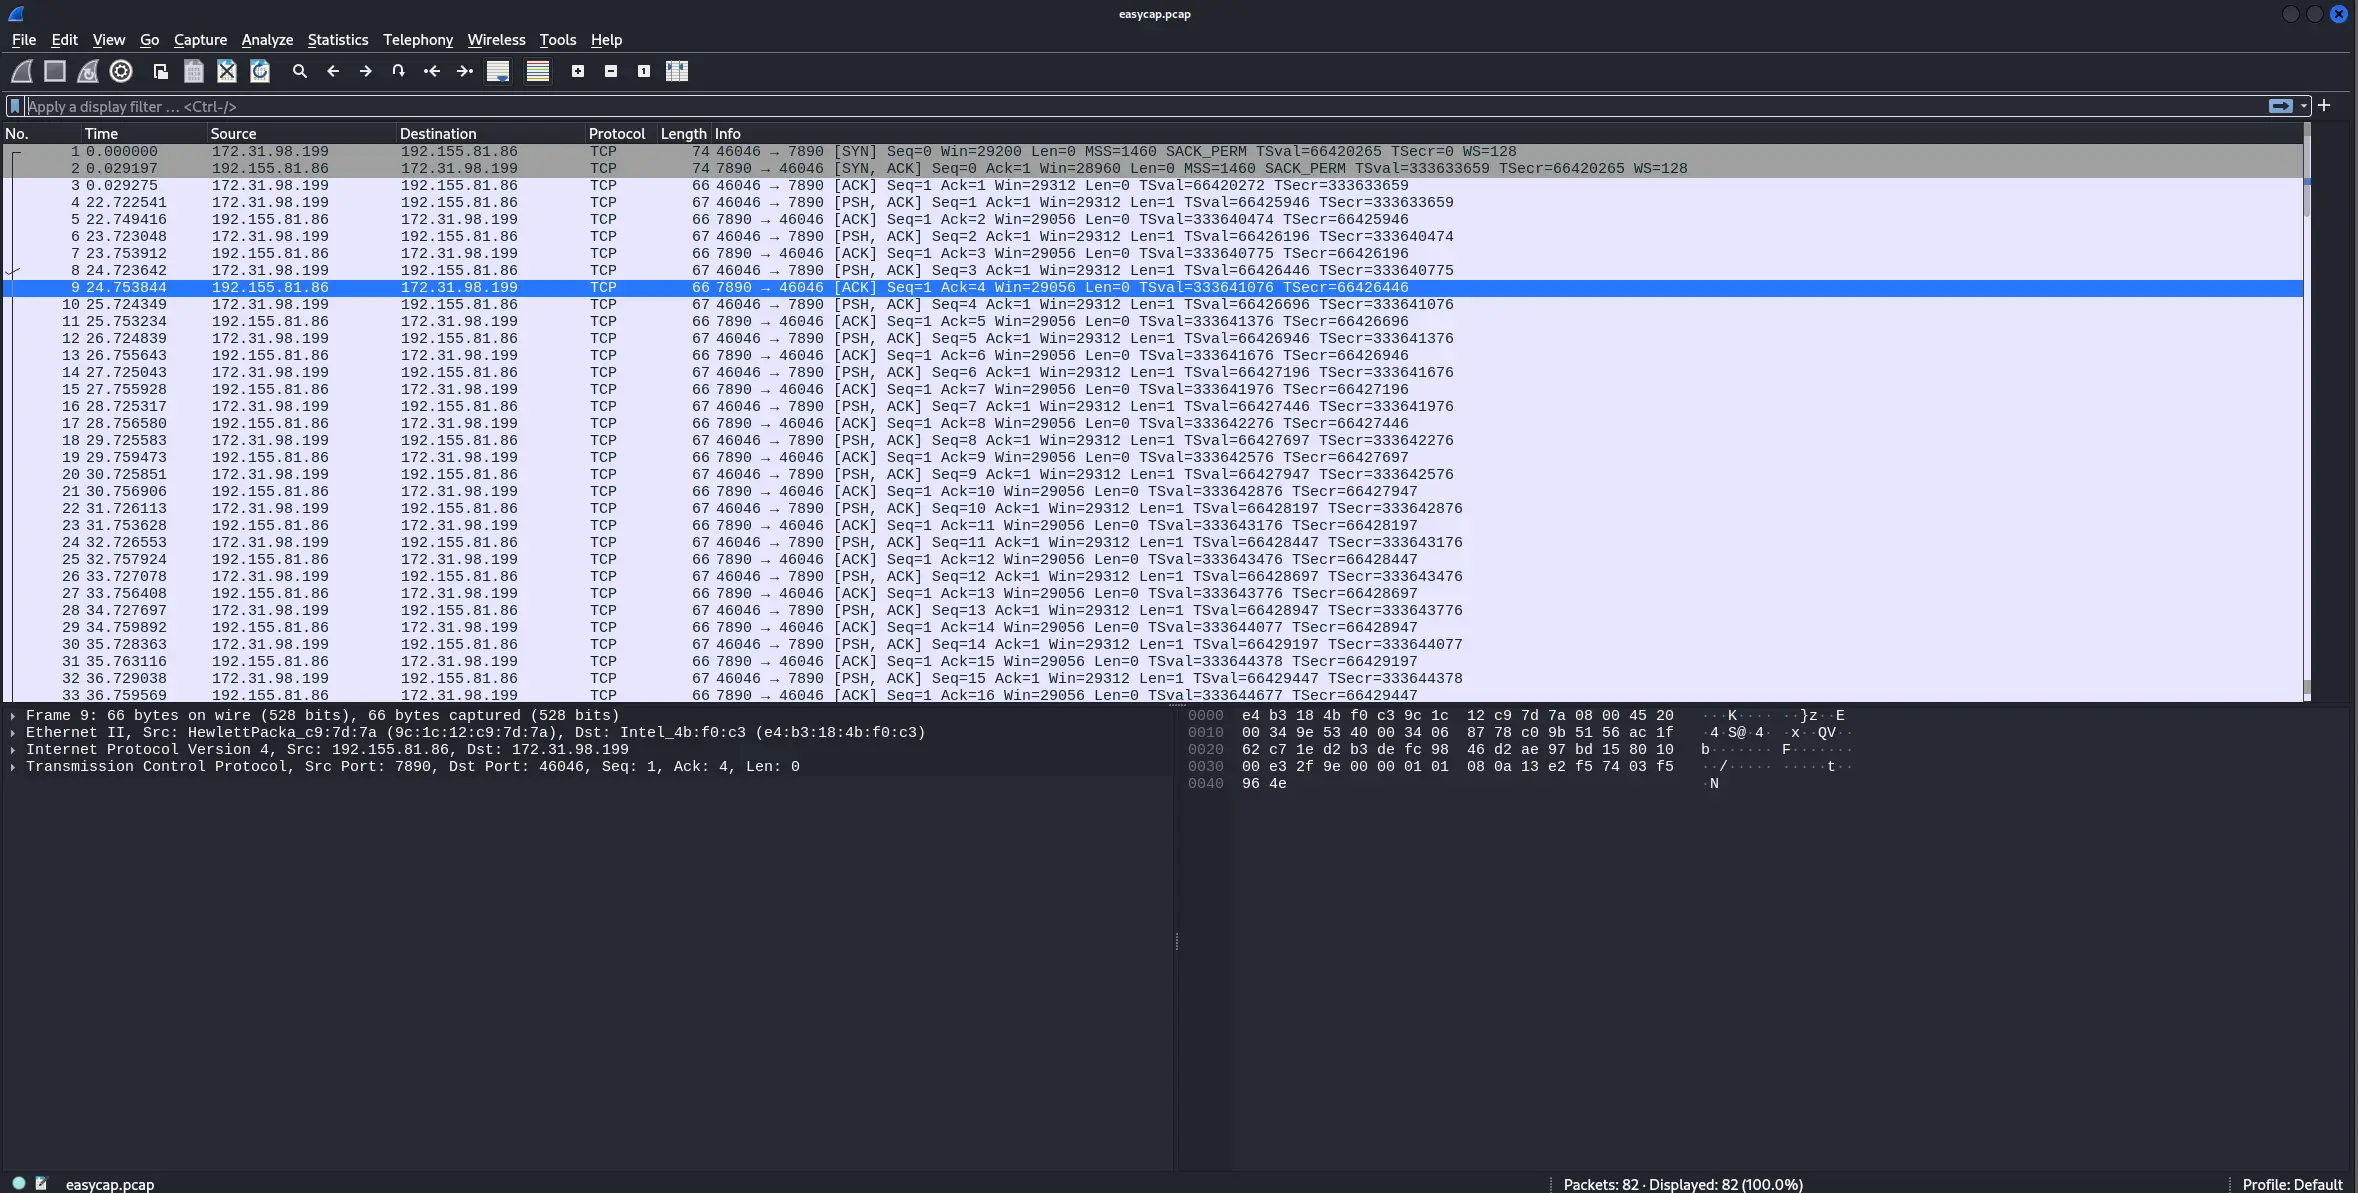 easycap.pcap
File Edit View Go Capture Analyze Statistics Telephony Wireless Tools Help
Apply a display filter … <Ctrl-/>
No. Time Source Destination Protocol Length Info
1 0.000000 172.31.98.199 192.155.81.86 TCP 74 46046 → 7890 [SYN] Seq=0 Win=29200 Len=0 MSS=1460 SACK_PERM TSval=66420265 TSecr=0 WS=128
2 0.029197 192.155.81.86 172.31.98.199 TCP 74 7890 → 46046 [SYN, ACK] Seq=0 Ack=1 Win=28960 Len=0 MSS=1460 SACK_PERM TSval=333633659 TSecr=66420265 WS=128
3 0.029275 172.31.98.199 192.155.81.86 TCP 66 46046 → 7890 [ACK] Seq=1 Ack=1 Win=29312 Len=0 TSval=66420272 TSecr=333633659
4 22.722541 172.31.98.199 192.155.81.86 TCP 67 46046 → 7890 [PSH, ACK] Seq=1 Ack=1 Win=29312 Len=1 TSval=66425946 TSecr=333633659
5 22.749416 192.155.81.86 172.31.98.199 TCP 66 7890 → 46046 [ACK] Seq=1 Ack=2 Win=29056 Len=0 TSval=333640474 TSecr=66425946
6 23.723048 172.31.98.199 192.155.81.86 TCP 67 46046 → 7890 [PSH, ACK] Seq=2 Ack=1 Win=29312 Len=1 TSval=66426196 TSecr=333640474
7 23.753912 192.155.81.86 172.31.98.199 TCP 66 7890 → 46046 [ACK] Seq=1 Ack=3 Win=29056 Len=0 TSval=333640775 TSecr=66426196
8 24.723642 172.31.98.199 192.155.81.86 TCP 67 46046 → 7890 [PSH, ACK] Seq=3 Ack=1 Win=29312 Len=1 TSval=66426446 TSecr=333640775
9 24.753844 192.155.81.86 172.31.98.199 TCP 66 7890 → 46046 [ACK] Seq=1 Ack=4 Win=29056 Len=0 TSval=333641076 TSecr=66426446
10 25.724349 172.31.98.199 192.155.81.86 TCP 67 46046 → 7890 [PSH, ACK] Seq=4 Ack=1 Win=29312 Len=1 TSval=66426696 TSecr=333641076
11 25.753234 192.155.81.86 172.31.98.199 TCP 66 7890 → 46046 [ACK] Seq=1 Ack=5 Win=29056 Len=0 TSval=333641376 TSecr=66426696
12 26.724839 172.31.98.199 192.155.81.86 TCP 67 46046 → 7890 [PSH, ACK] Seq=5 Ack=1 Win=29312 Len=1 TSval=66426946 TSecr=333641376
13 26.755643 192.155.81.86 172.31.98.199 TCP 66 7890 → 46046 [ACK] Seq=1 Ack=6 Win=29056 Len=0 TSval=333641676 TSecr=66426946
14 27.725043 172.31.98.199 192.155.81.86 TCP 67 46046 → 7890 [PSH, ACK] Seq=6 Ack=1 Win=29312 Len=1 TSval=66427196 TSecr=333641676
15 27.755928 192.155.81.86 172.31.98.199 TCP 66 7890 → 46046 [ACK] Seq=1 Ack=7 Win=29056 Len=0 TSval=333641976 TSecr=66427196
16 28.725317 172.31.98.199 192.155.81.86 TCP 67 46046 → 7890 [PSH, ACK] Seq=7 Ack=1 Win=29312 Len=1 TSval=66427446 TSecr=333641976
17 28.756580 192.155.81.86 172.31.98.199 TCP 66 7890 → 46046 [ACK] Seq=1 Ack=8 Win=29056 Len=0 TSval=333642276 TSecr=66427446
18 29.725583 172.31.98.199 192.155.81.86 TCP 67 46046 → 7890 [PSH, ACK] Seq=8 Ack=1 Win=29312 Len=1 TSval=66427697 TSecr=333642276
19 29.759473 192.155.81.86 172.31.98.199 TCP 66 7890 → 46046 [ACK] Seq=1 Ack=9 Win=29056 Len=0 TSval=333642576 TSecr=66427697
20 30.725851 172.31.98.199 192.155.81.86 TCP 67 46046 → 7890 [PSH, ACK] Seq=9 Ack=1 Win=29312 Len=1 TSval=66427947 TSecr=333642576
21 30.756906 192.155.81.86 172.31.98.199 TCP 66 7890 → 46046 [ACK] Seq=1 Ack=10 Win=29056 Len=0 TSval=333642876 TSecr=66427947
22 31.726113 172.31.98.199 192.155.81.86 TCP 67 46046 → 7890 [PSH, ACK] Seq=10 Ack=1 Win=29312 Len=1 TSval=66428197 TSecr=333642876
23 31.753628 192.155.81.86 172.31.98.199 TCP 66 7890 → 46046 [ACK] Seq=1 Ack=11 Win=29056 Len=0 TSval=333643176 TSecr=66428197
24 32.726553 172.31.98.199 192.155.81.86 TCP 67 46046 → 7890 [PSH, ACK] Seq=11 Ack=1 Win=29312 Len=1 TSval=66428447 TSecr=333643176
25 32.757924 192.155.81.86 172.31.98.199 TCP 66 7890 → 46046 [ACK] Seq=1 Ack=12 Win=29056 Len=0 TSval=333643476 TSecr=66428447
26 33.727078 172.31.98.199 192.155.81.86 TCP 67 46046 → 7890 [PSH, ACK] Seq=12 Ack=1 Win=29312 Len=1 TSval=66428697 TSecr=333643476
27 33.756408 192.155.81.86 172.31.98.199 TCP 66 7890 → 46046 [ACK] Seq=1 Ack=13 Win=29056 Len=0 TSval=333643776 TSecr=66428697
28 34.727697 172.31.98.199 192.155.81.86 TCP 67 46046 → 7890 [PSH, ACK] Seq=13 Ack=1 Win=29312 Len=1 TSval=66428947 TSecr=333643776
29 34.759892 192.155.81.86 172.31.98.199 TCP 66 7890 → 46046 [ACK] Seq=1 Ack=14 Win=29056 Len=0 TSval=333644077 TSecr=66428947
30 35.728363 172.31.98.199 192.155.81.86 TCP 67 46046 → 7890 [PSH, ACK] Seq=14 Ack=1 Win=29312 Len=1 TSval=66429197 TSecr=333644077
31 35.763116 192.155.81.86 172.31.98.199 TCP 66 7890 → 46046 [ACK] Seq=1 Ack=15 Win=29056 Len=0 TSval=333644378 TSecr=66429197
32 36.729038 172.31.98.199 192.155.81.86 TCP 67 46046 → 7890 [PSH, ACK] Seq=15 Ack=1 Win=29312 Len=1 TSval=66429447 TSecr=333644378
33 36.759569 192.155.81.86 172.31.98.199 TCP 66 7890 → 46046 [ACK] Seq=1 Ack=16 Win=29056 Len=0 TSval=333644677 TSecr=66429447
Frame 9: 66 bytes on wire (528 bits), 66 bytes captured (528 bits)
Ethernet II, Src: HewlettPacka_c9:7d:7a (9c:1c:12:c9:7d:7a), Dst: Intel_4b:f0:c3 (e4:b3:18:4b:f0:c3)
Internet Protocol Version 4, Src: 192.155.81.86, Dst: 172.31.98.199
Transmission Control Protocol, Src Port: 7890, Dst Port: 46046, Seq: 1, Ack: 4, Len: 0
0000 e4 b3 18 4b f0 c3 9c 1c 12 c9 7d 7a 08 00 45 20 ···K···· ··}z··E
0010 00 34 9e 53 40 00 34 06 87 78 c0 9b 51 56 ac 1f ·4·S@·4· ·x··QV··
0020 62 c7 1e d2 b3 de fc 98 46 d2 ae 97 bd 15 80 10 b······· F·······
0030 00 e3 2f 9e 00 00 01 01 08 0a 13 e2 f5 74 03 f5 ··/····· ·····t··
0040 96 4e ·N
easycap.pcap Packets: 82 · Displayed: 82 (100.0%) Profile: Default